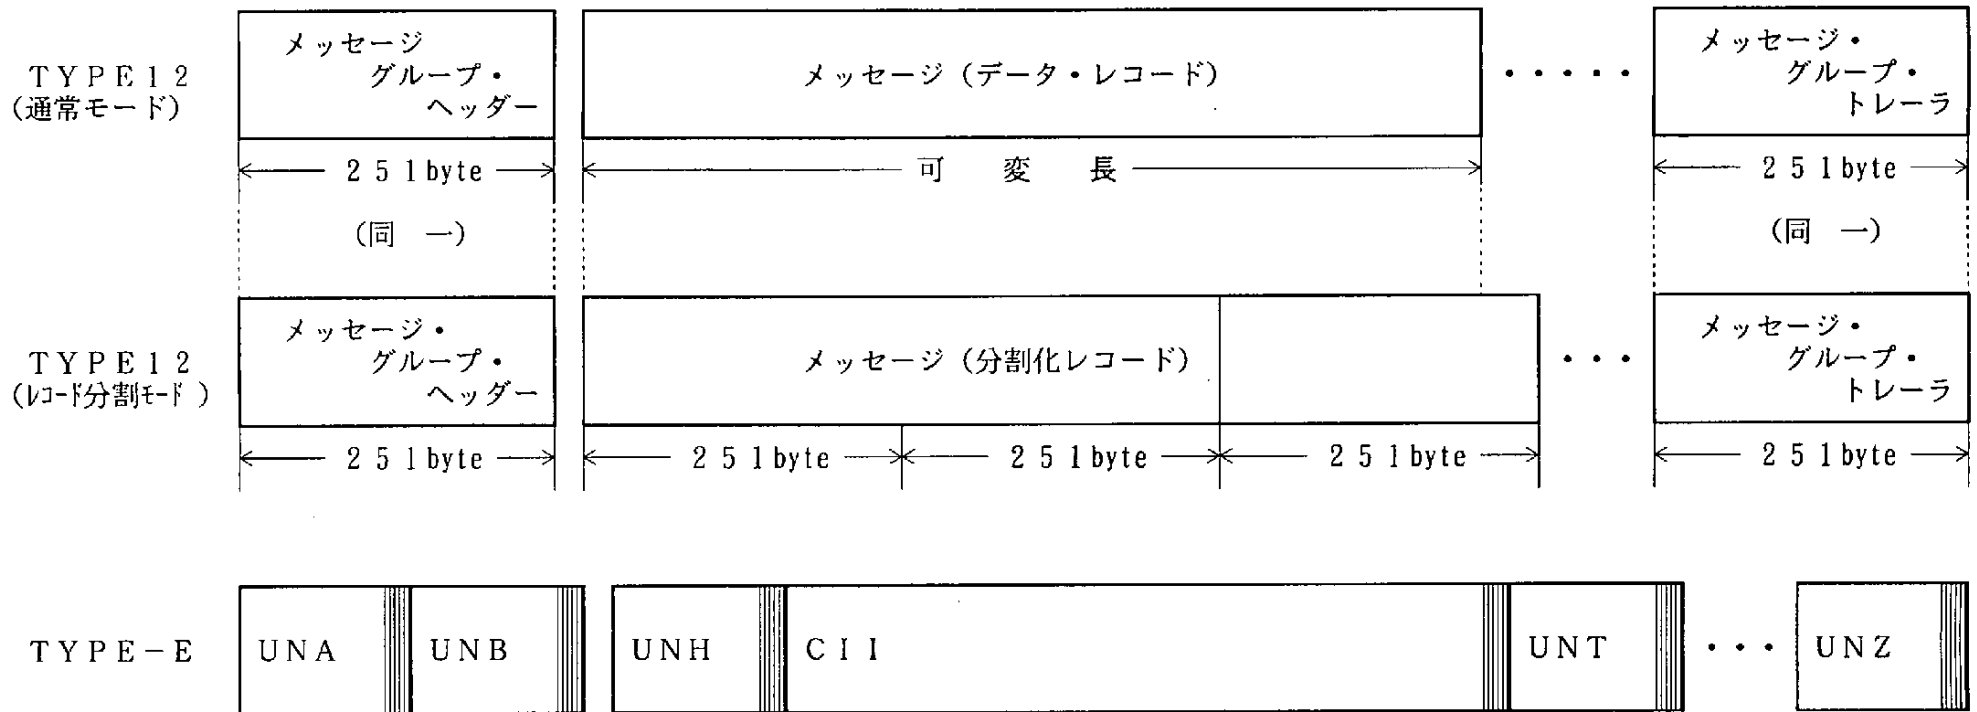 TYPE12
(通常モード)
メッセージ
グループ・
ヘッダー
メッセージ(データ・レコード)
・・・・・
メッセージ・
グループ・
トレーラ
251byte
可 変 長
251byte
(同 一)
(同 一)
TYPE12
(レコード分割モード)
メッセージ・
グループ・
ヘッダー
メッセージ(分割化レコード)
・・・
メッセージ・
グループ・
トレーラ
251byte
251byte
251byte
251byte
251byte
TYPE-E
UNA
UNB
UNH
CII
UNT
・・・
UNZ